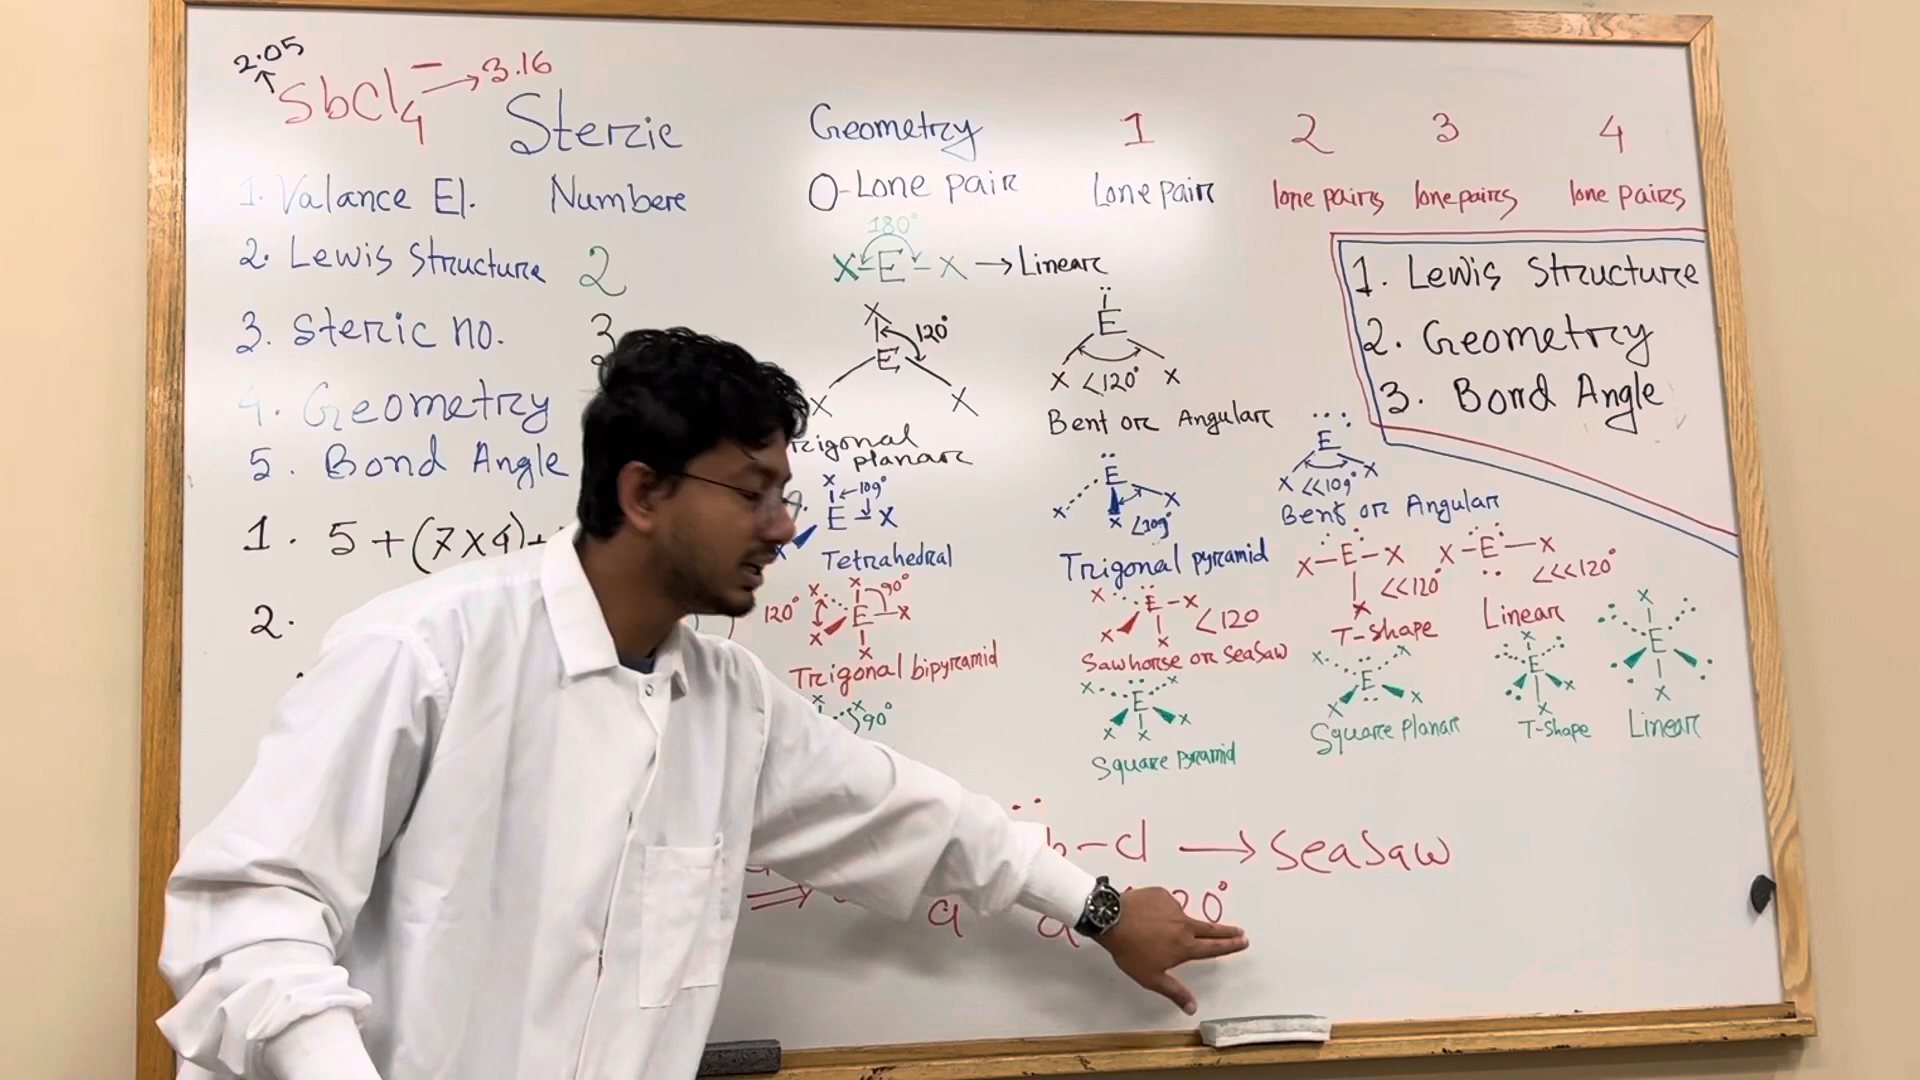 2.05
SbCl4⁻ → 3.16
Sterzie
Numbere
1. Valance El.
2. Lewis Structure
3. Steric no.
4. Geometry
5. Bond Angle
1. 5 + (7x4) +
2.
2
3
Geometry
0-Lone pair
1
Lone pair
2
lone pairs
3
lone pairs
4
lone pairs
180°
X-E-X → Linear
X
120°
E
X X
Trigonal
planar
E
X <120° X
Bent or Angular
X
109°
E-X
X
Tetrahedral
E
X X X
<109°
Trigonal pyramid
E
X <<109° X
Bent or Angular
120° 90°
X X
E-X
X X
Trigonal bipyramid
X E-X
X X <120
Sawhorse or Seasaw
X-E-X
X
<<120°
T-shape
X-E-X
<<<120°
Linear
X X
90°
X X
E
X X X
Square pyramid
X X
E
X X
Square planar
X
E
X X
T-shape
X
E
X
Linear
1. Lewis Structure
2. Geometry
3. Bond Angle
b-cl → Seasaw
20°